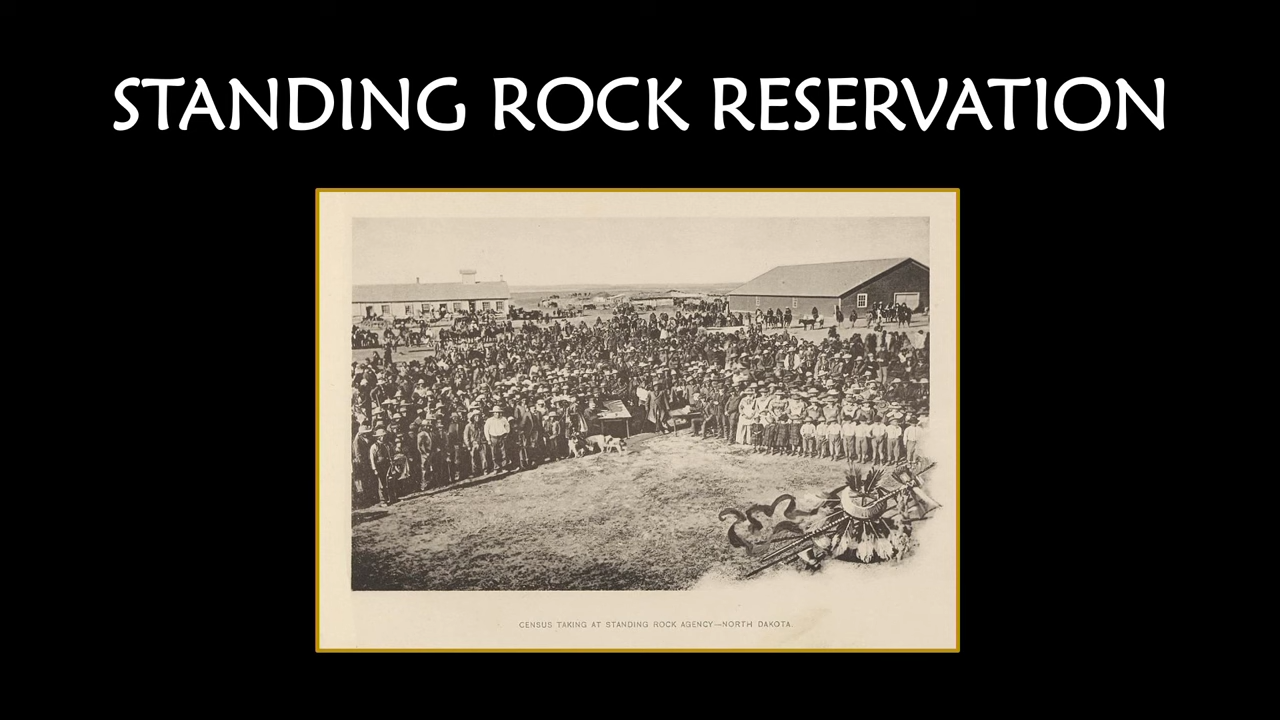 STANDING ROCK RESERVATION
CENSUS TAKING AT STANDING ROCK AGENCY—NORTH DAKOTA.